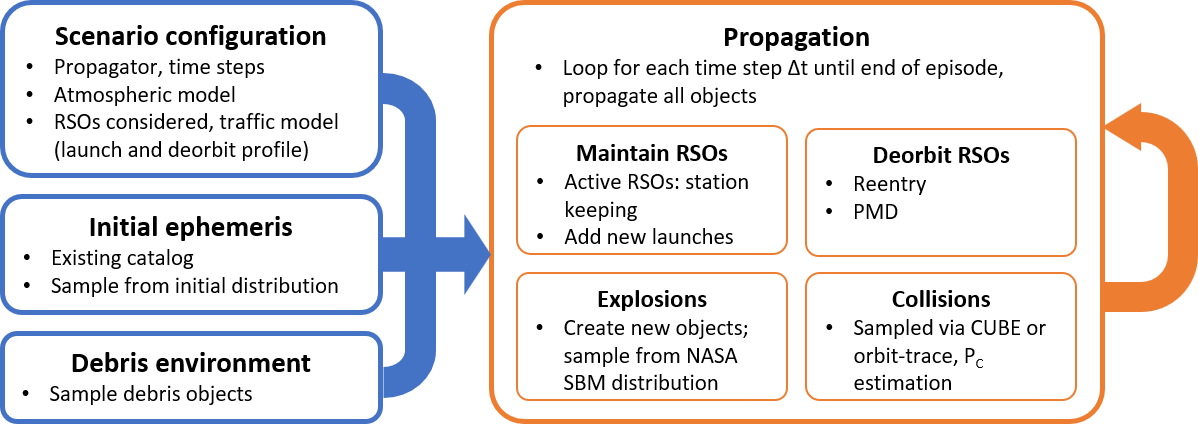 Scenario configuration
• Propagator, time steps
• Atmospheric model
• RSOs considered, traffic model
(launch and deorbit profile)
Initial ephemeris
• Existing catalog
• Sample from initial distribution
Debris environment
• Sample debris objects
Propagation
• Loop for each time step Δt until end of episode,
propagate all objects
Maintain RSOs
• Active RSOs: station
keeping
• Add new launches
Deorbit RSOs
• Reentry
• PMD
Explosions
• Create new objects;
sample from NASA
SBM distribution
Collisions
• Sampled via CUBE or
orbit-trace, PC
estimation